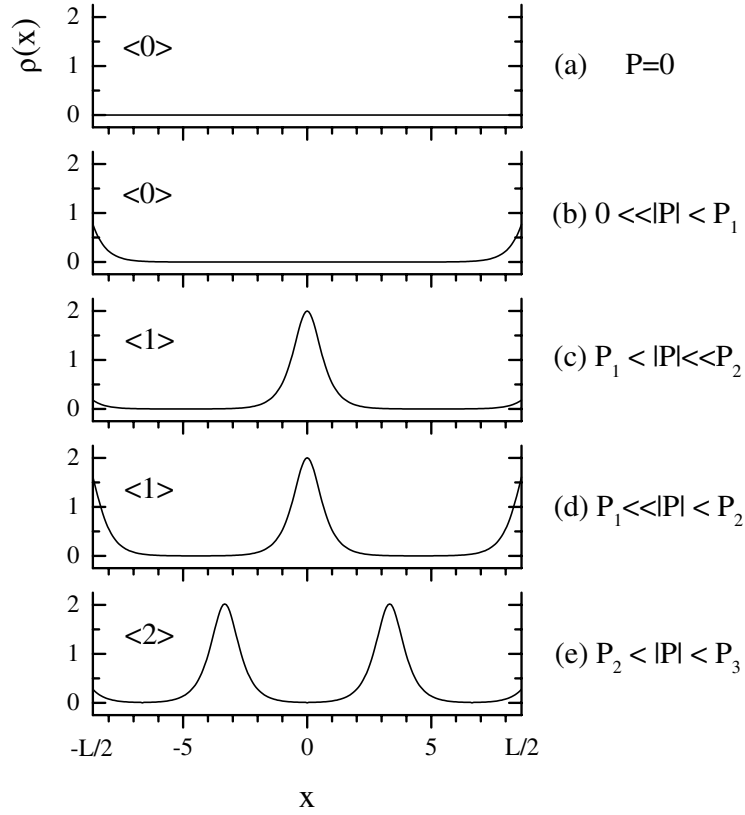 ρ(x)
2
1
0
<0>
(a) P=0
2
1
0
<0>
(b) 0 <<|P| < P₁
2
1
0
<1>
(c) P₁ < |P|<<P₂
2
1
0
<1>
(d) P₁<<|P| < P₂
2
1
0
<2>
(e) P₂ < |P| < P₃
-L/2 -5 0 5 L/2
x